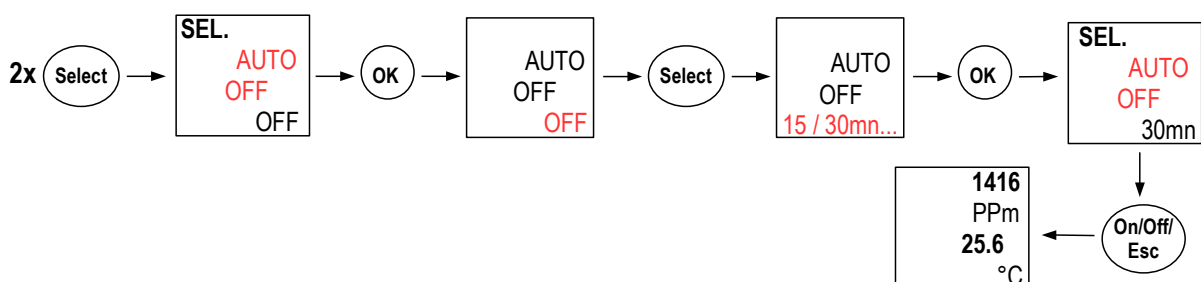 2x
Select
SEL.
AUTO
OFF
OFF
OK
AUTO
OFF
OFF
Select
AUTO
OFF
15 / 30mn...
OK
SEL.
AUTO
OFF
30mn
On/Off/
Esc
1416
PPm
25.6
°C